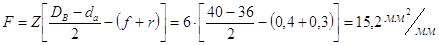 F = Z[(D_B − d_a)/2 − (f + r)] = 6·[(40 − 36)/2 − (0,4 + 0,3)] = 15,2 мм²/мм